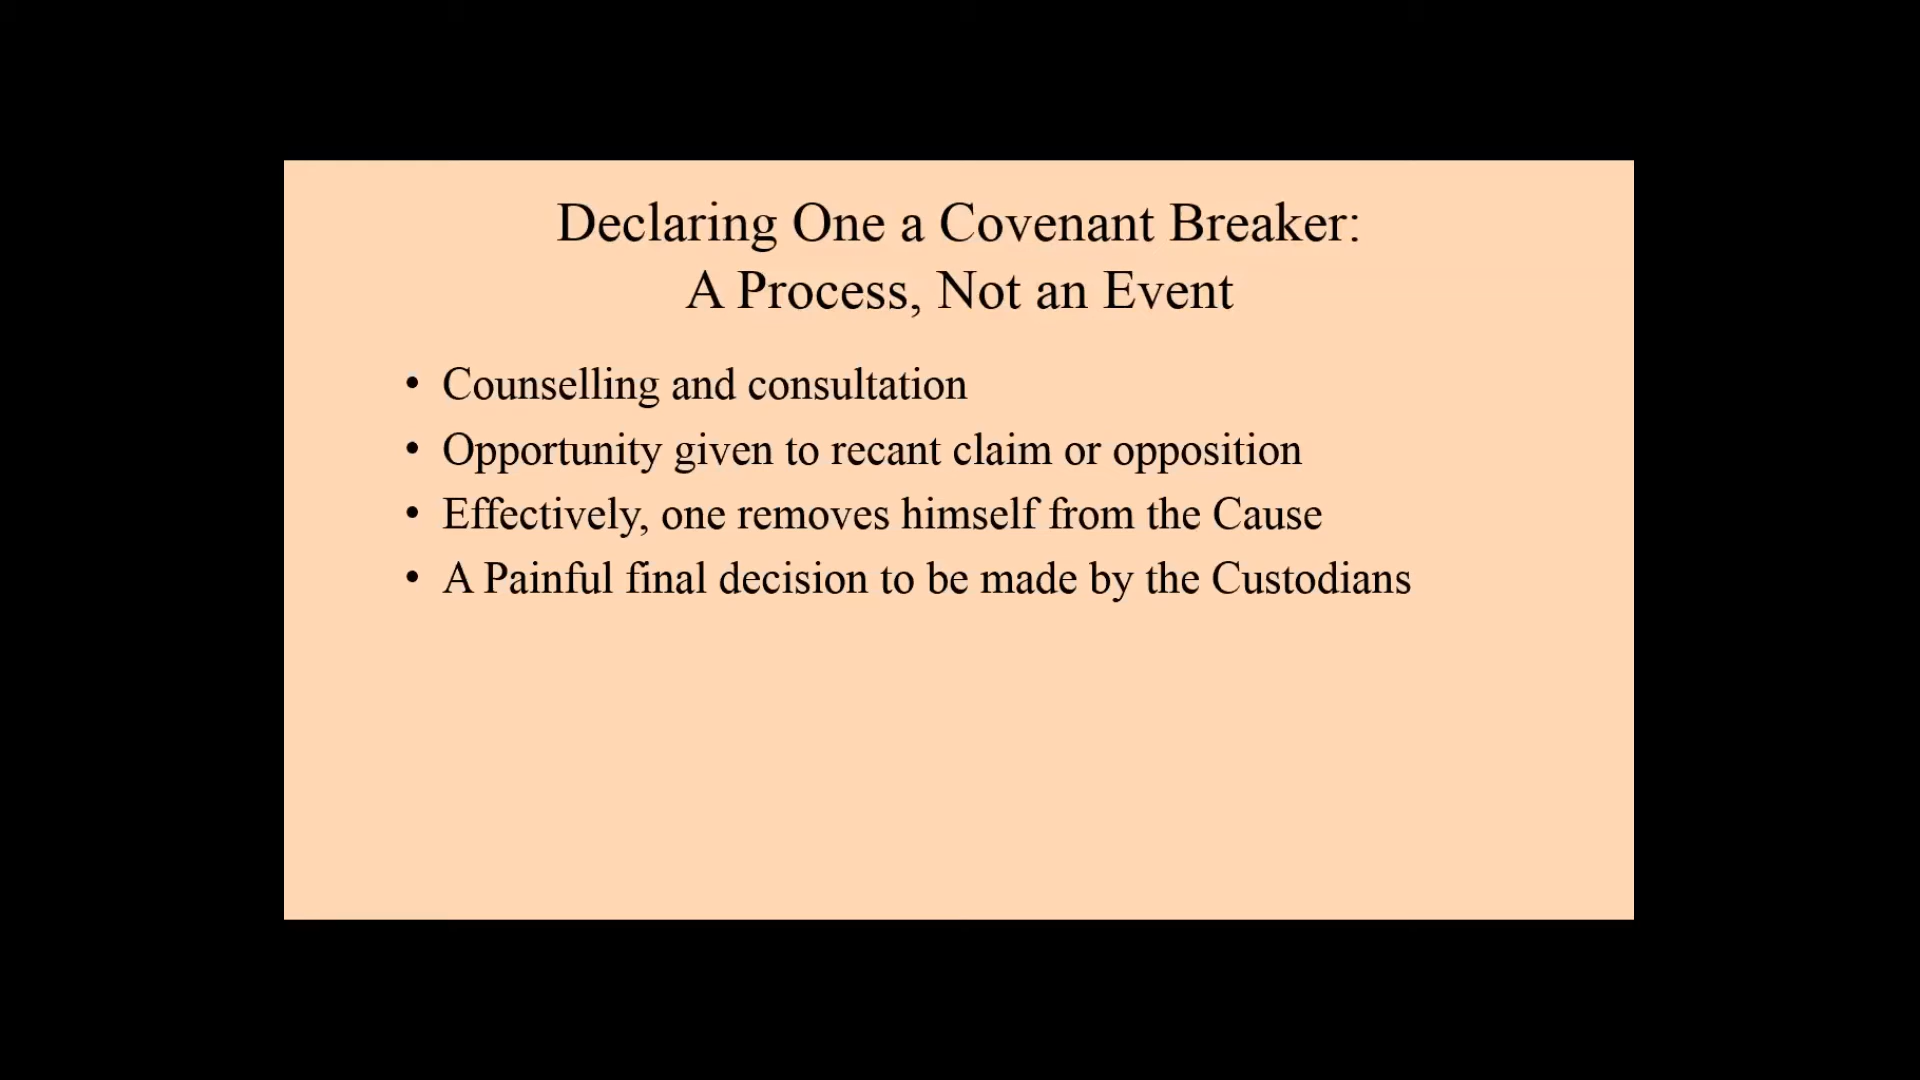 Declaring One a Covenant Breaker:
A Process, Not an Event
• Counselling and consultation
• Opportunity given to recant claim or opposition
• Effectively, one removes himself from the Cause
• A Painful final decision to be made by the Custodians